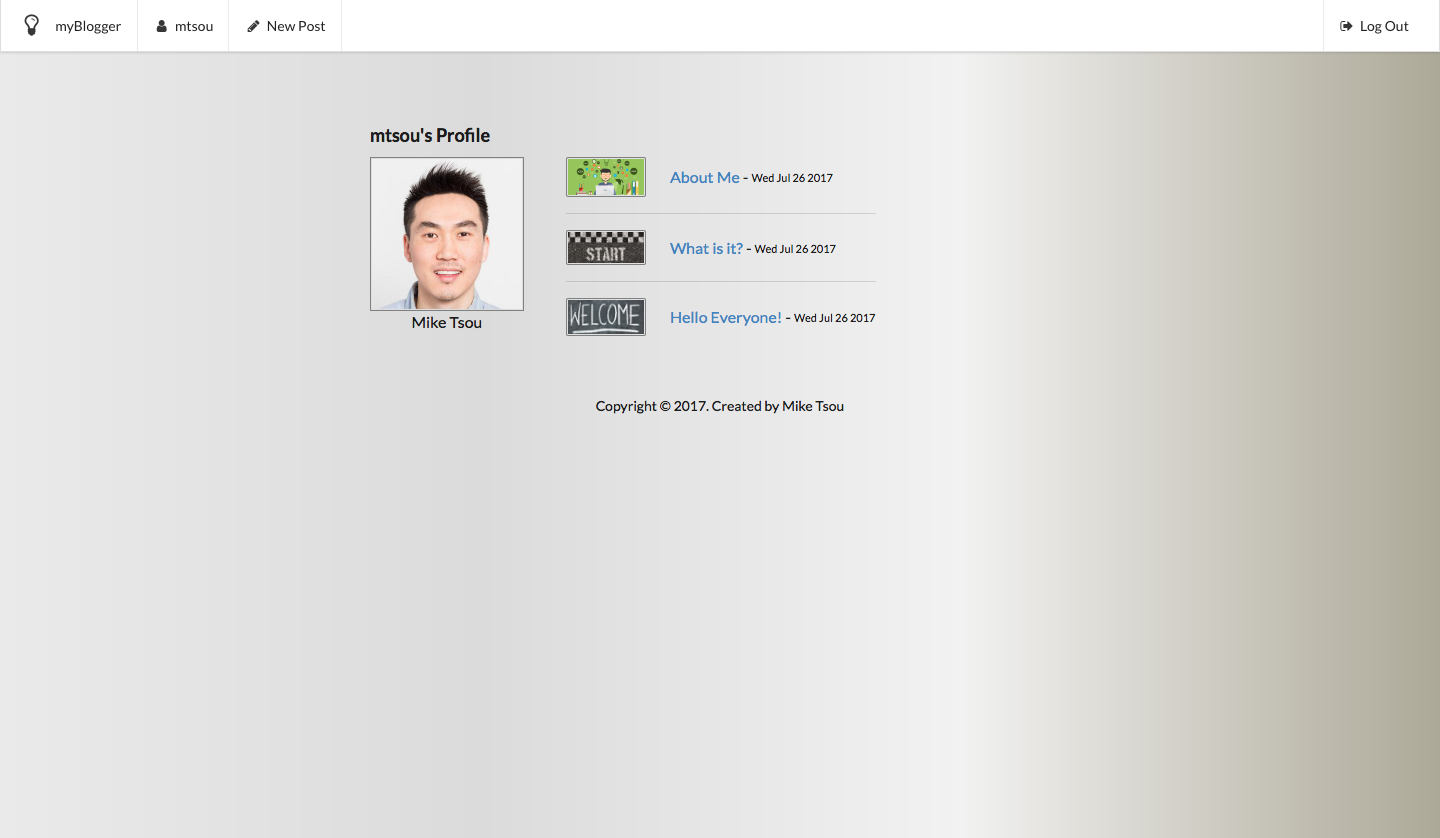 myBlogger mtsou New Post Log Out
mtsou's Profile
About Me - Wed Jul 26 2017
START
What is it? - Wed Jul 26 2017
WELCOME
Hello Everyone! - Wed Jul 26 2017
Mike Tsou
Copyright © 2017. Created by Mike Tsou